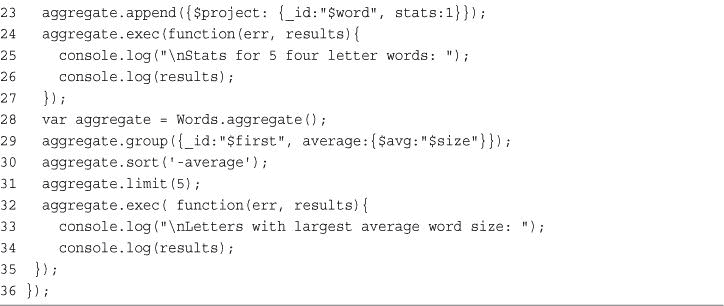 23   aggregate.append({$project: {_id:"$word", stats:1}});
24   aggregate.exec(function(err, results){
25     console.log("\nStats for 5 four letter words: ");
26     console.log(results);
27   });
28   var aggregate = Words.aggregate();
29   aggregate.group({_id:"$first", average:{$avg:"$size"}});
30   aggregate.sort('-average');
31   aggregate.limit(5);
32   aggregate.exec( function(err, results){
33     console.log("\nLetters with largest average word size: ");
34     console.log(results);
35  });
36 });